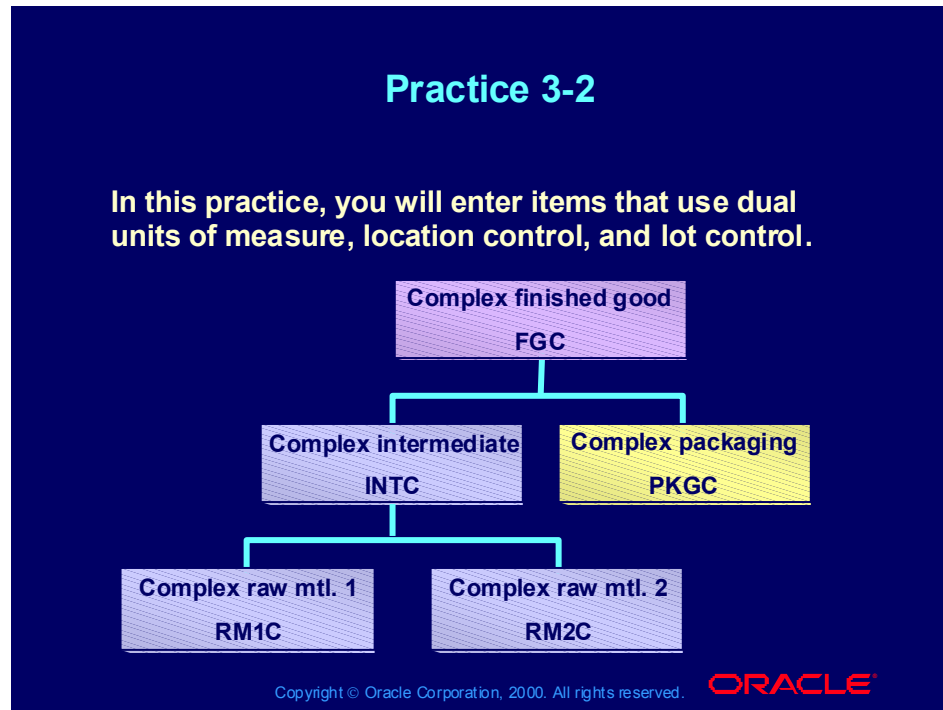 Practice 3-2
In this practice, you will enter items that use dual
units of measure, location control, and lot control.
Complex finished good
FGC
Complex intermediate
INTC
Complex packaging
PKGC
Complex raw mtl. 1
RM1C
Complex raw mtl. 2
RM2C
Copyright © Oracle Corporation, 2000. All rights reserved.
ORACLE®